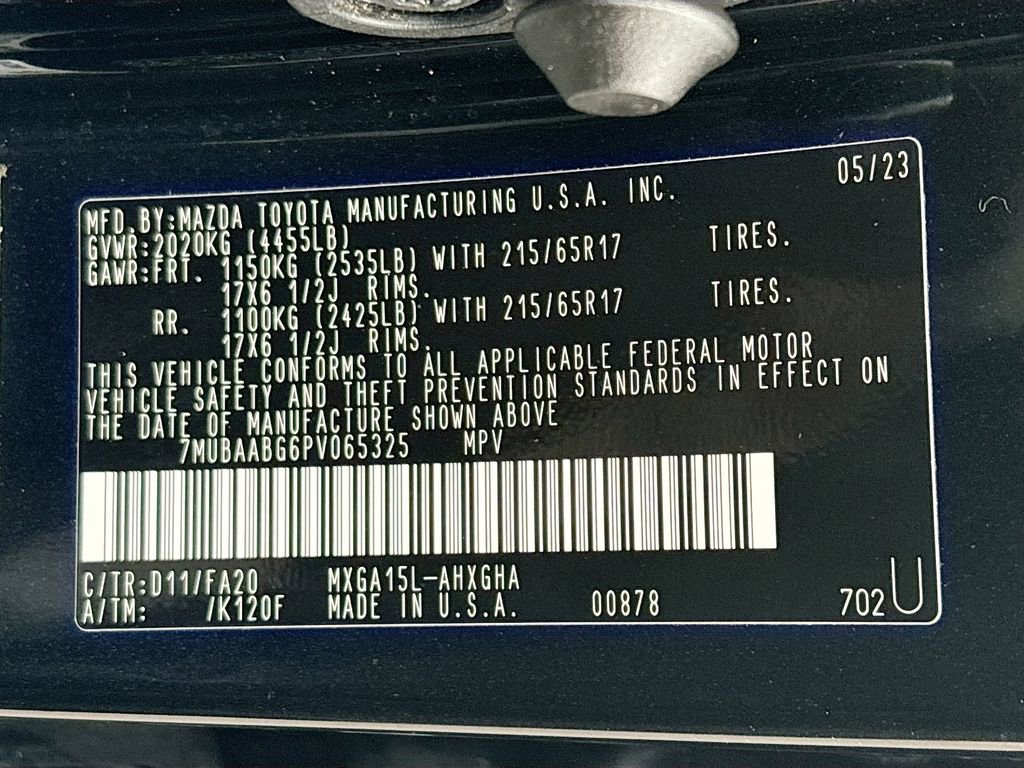 05/23
MFD.BY:MAZDA TOYOTA MANUFACTURING U.S.A. INC.
GVWR:2020KG (4455LB)
GAWR:FRT. 1150KG (2535LB) WITH 215/65R17 TIRES.
17X6 1/2J RIMS.
RR. 1100KG (2425LB) WITH 215/65R17 TIRES.
17X6 1/2J RIMS.
THIS VEHICLE CONFORMS TO ALL APPLICABLE FEDERAL MOTOR
VEHICLE SAFETY AND THEFT PREVENTION STANDARDS IN EFFECT ON
THE DATE OF MANUFACTURE SHOWN ABOVE
7MUBAABG6PV065325 MPV
C/TR:D11/FA20 MXGA15L-AHXGHA
A/TM: /K120F MADE IN U.S.A. 00878 702 U